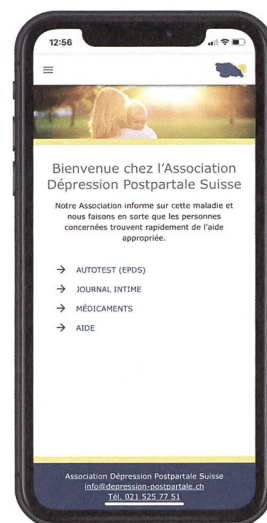 12:56
Bienvenue chez l'Association
Dépression Postpartale Suisse
Notre Association informe sur cette maladie et
nous faisons en sorte que les personnes
concernées trouvent rapidement de l'aide
appropriée.
→ AUTOTEST (EPDS)
→ JOURNAL INTIME
→ MÉDICAMENTS
→ AIDE
Association Dépression Postpartale Suisse
info@depression-postpartale.ch
Tél. 021 525 77 51